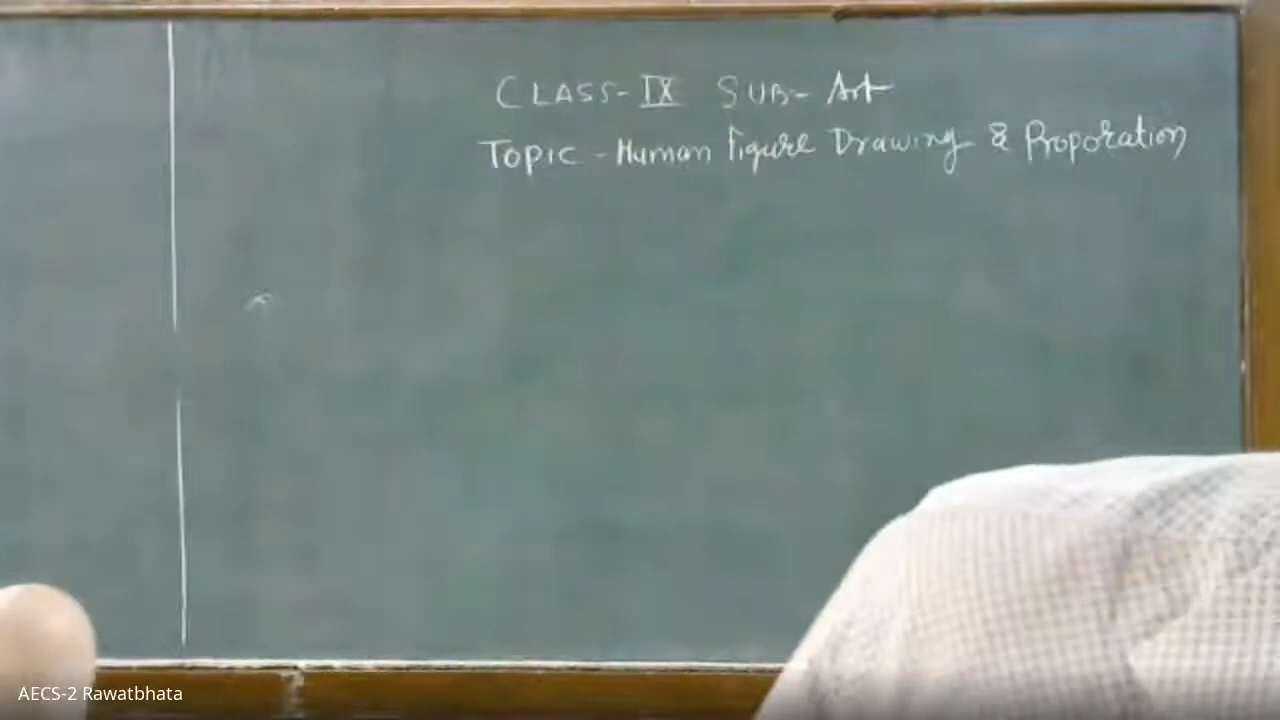 CLASS-IX SUB- Art
TOPIC - Human Figure Drawing & Proporation
AECS-2 Rawatbhata